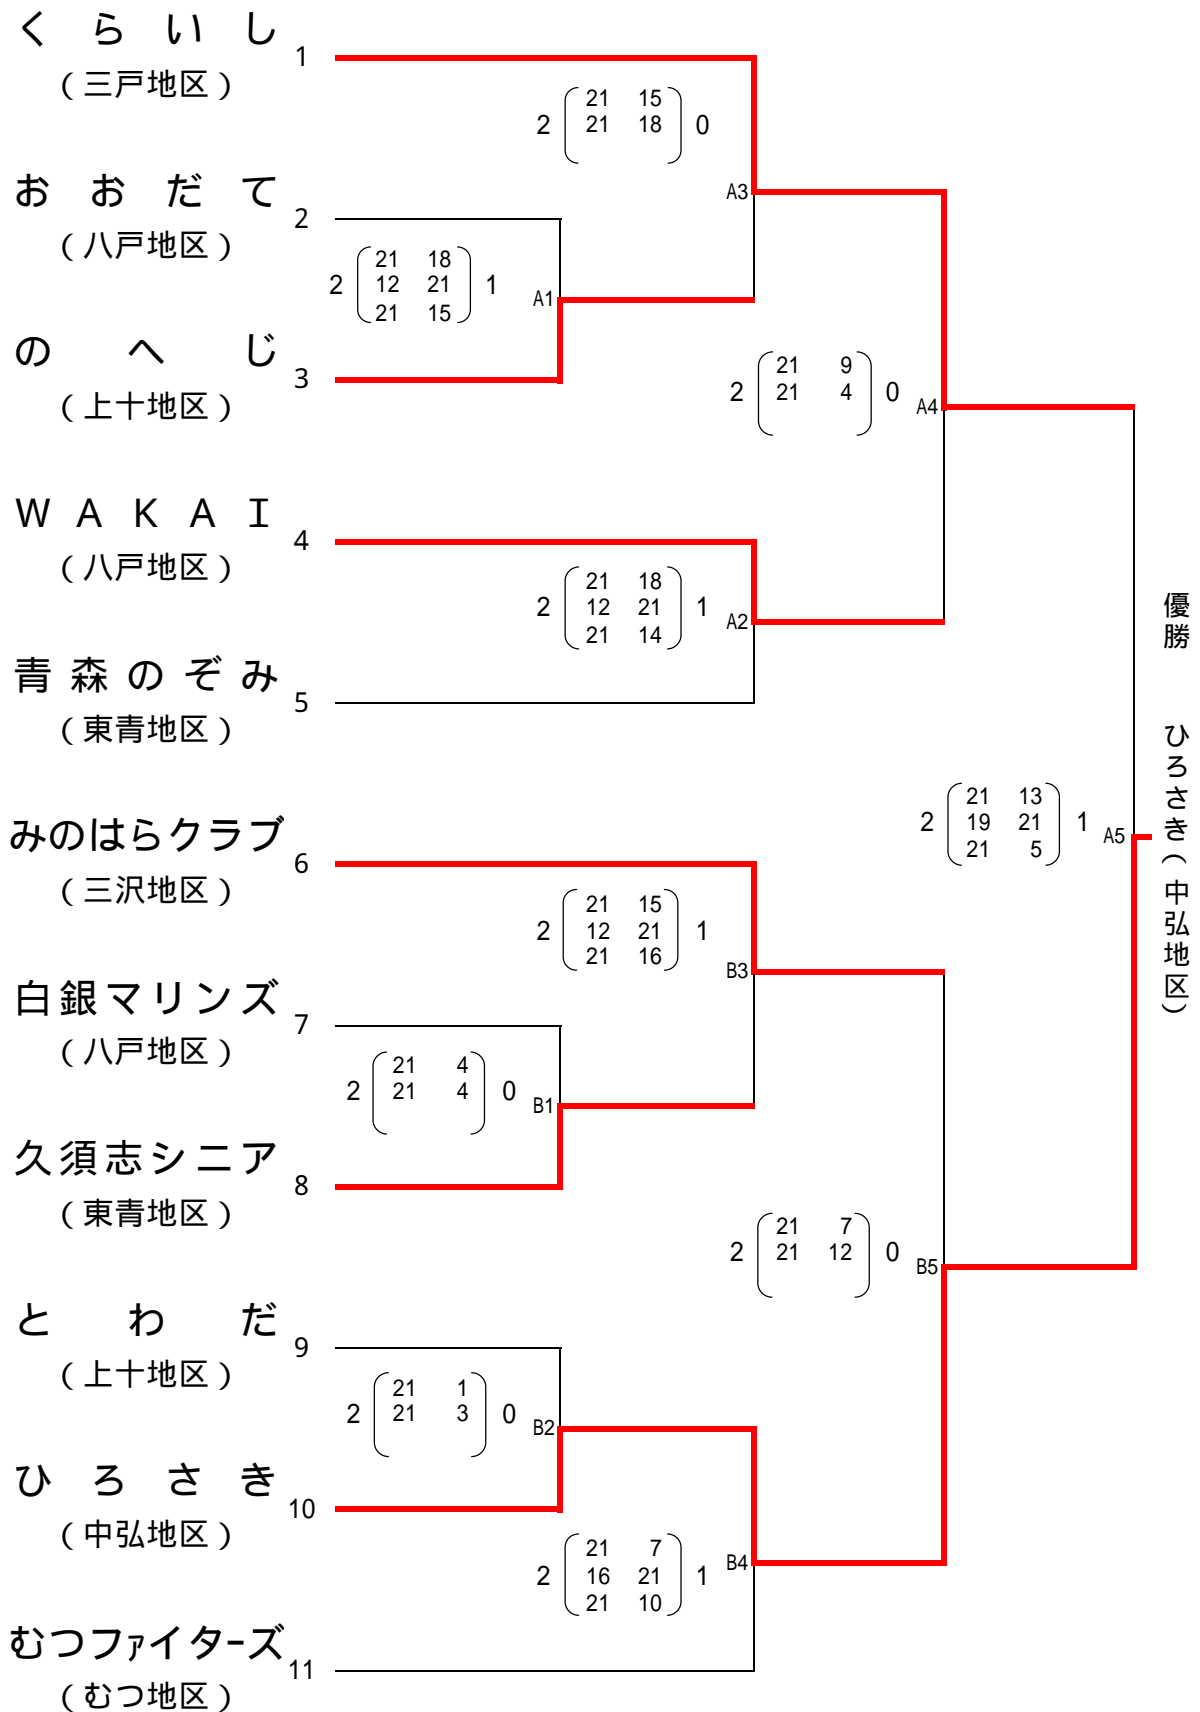 くらいし 1
(三戸地区)
2 21 15 0
21 18
A3
おおだて 2
(八戸地区)
2 21 18 1
12 21
21 15
A1
のへじ 3
(上十地区)
2 21 9 0
21 4
A4
WAKAI 4
(八戸地区)
2 21 18 1
12 21
21 14
A2
青森のぞみ 5
(東青地区)
みのはらクラブ 6
(三沢地区)
2 21 13 1
19 21
21 5
A5
2 21 15 1
12 21
21 16
B3
白銀マリンズ 7
(八戸地区)
2 21 4 0
21 4
B1
久須志シニア 8
(東青地区)
2 21 7 0
21 12
B5
とわだ 9
(上十地区)
2 21 1 0
21 3
B2
ひろさき 10
(中弘地区)
2 21 7 1
16 21
21 10
B4
むつファイターズ 11
(むつ地区)
優勝 ひろさき(中弘地区)